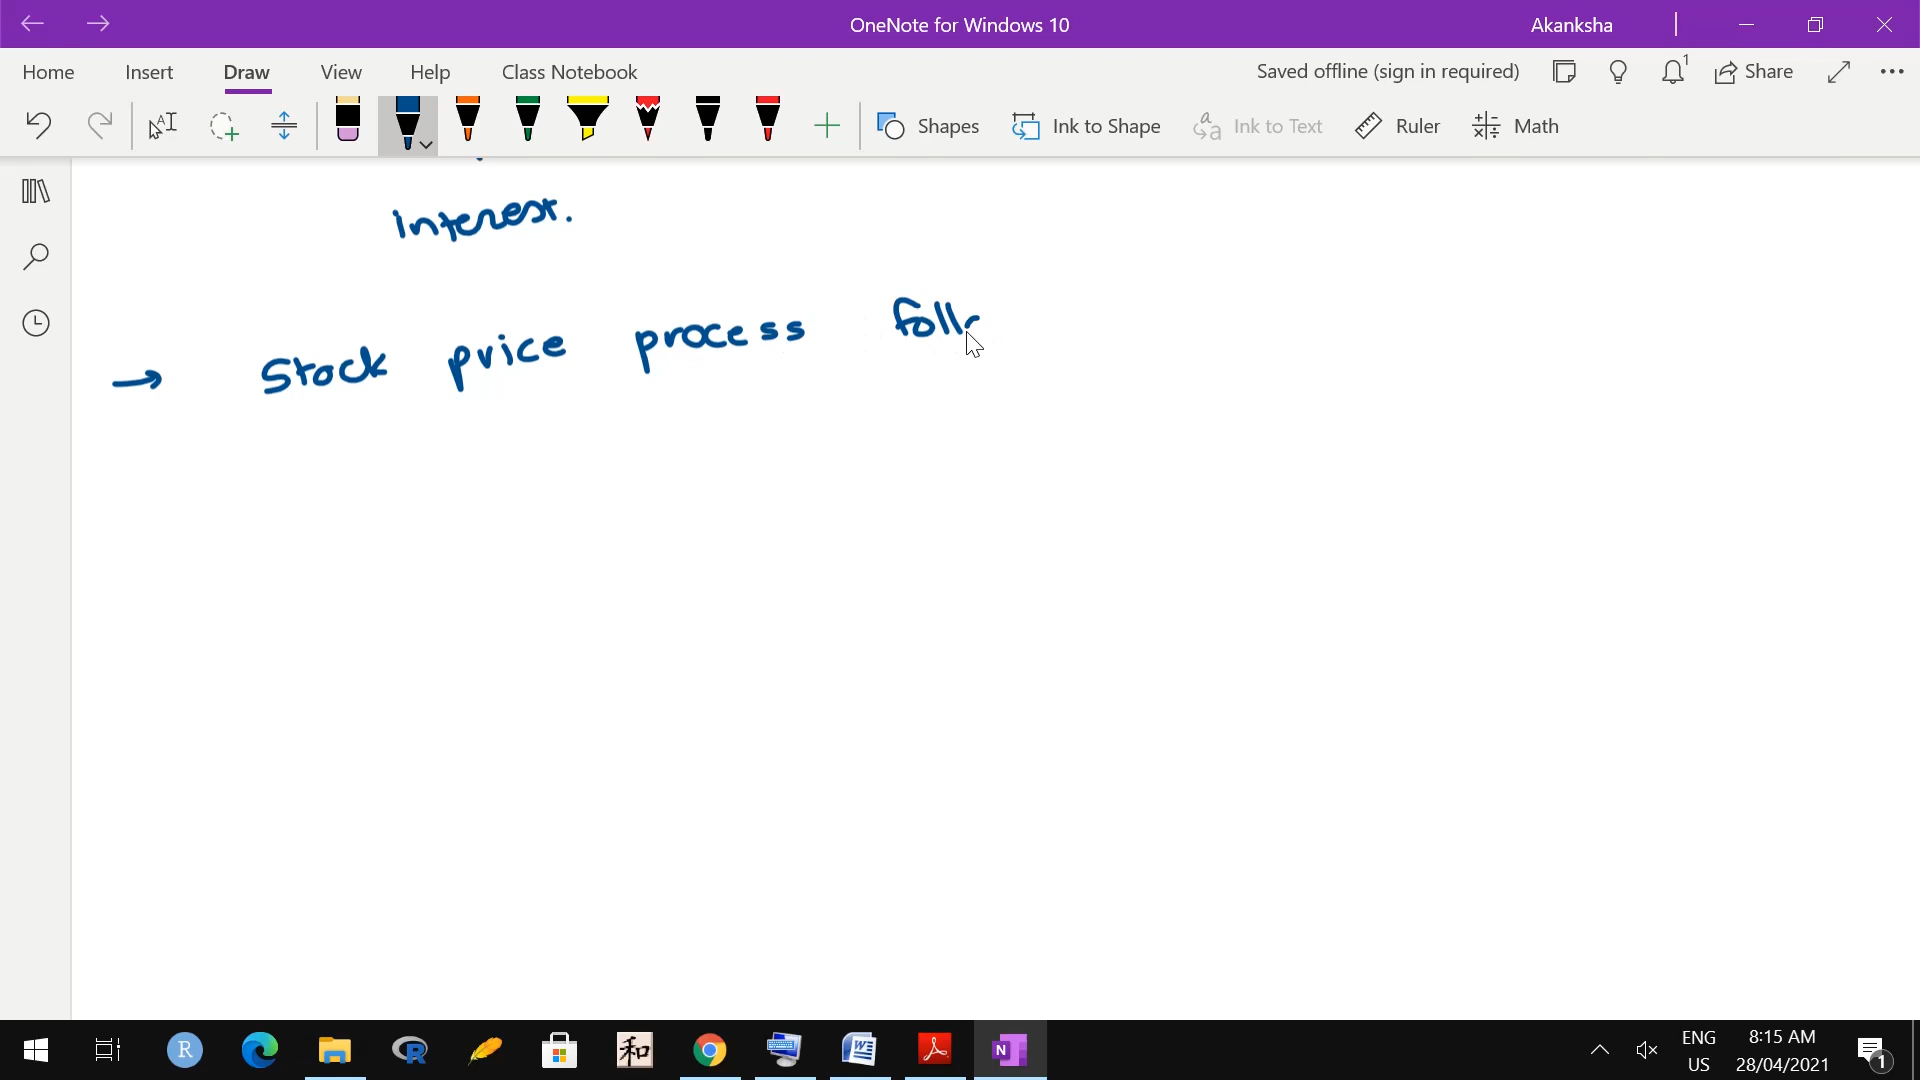 OneNote for Windows 10
Akanksha
Home Insert Draw View Help Class Notebook
Saved offline (sign in required) 1 Share
Shapes Ink to Shape Ink to Text Ruler Math
interest.
→ Stock price process
ENG 8:15 AM
US 28/04/2021 1